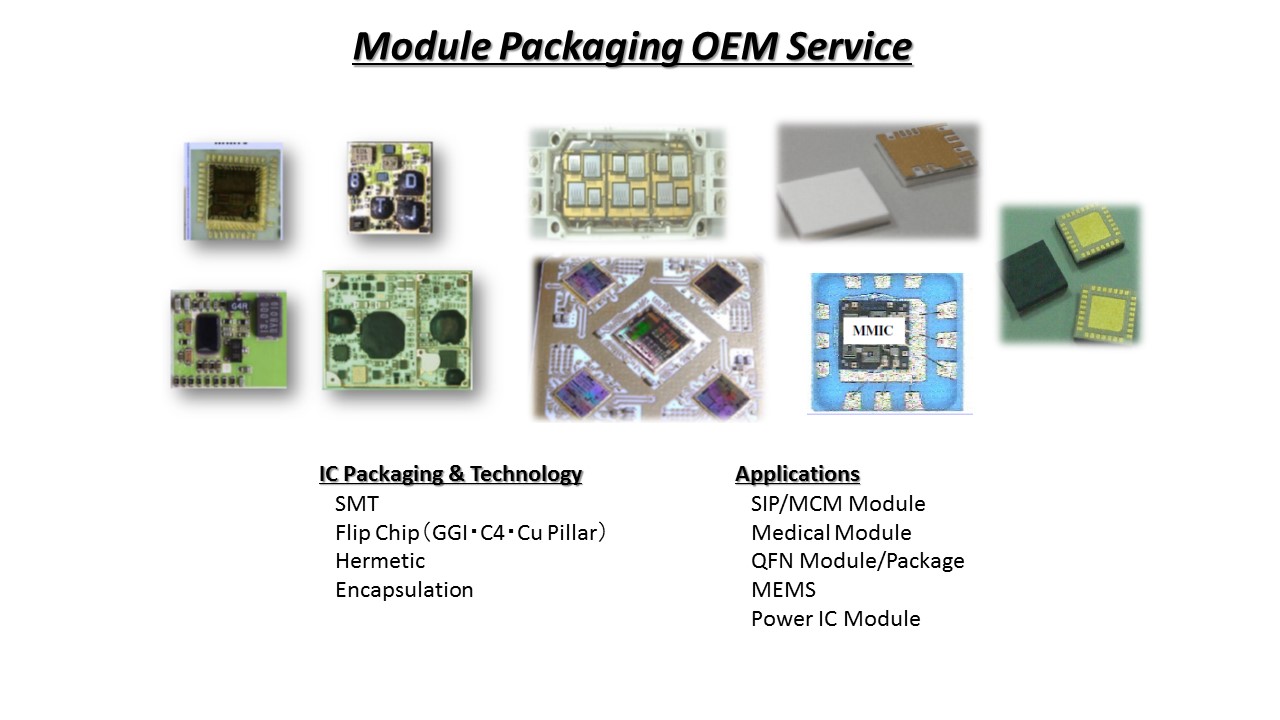 Module Packaging OEM Service
B
D
T
J
G4R
MMIC
IC Packaging & Technology
SMT
Flip Chip（GGI・C4・Cu Pillar）
Hermetic
Encapsulation
Applications
SIP/MCM Module
Medical Module
QFN Module/Package
MEMS
Power IC Module